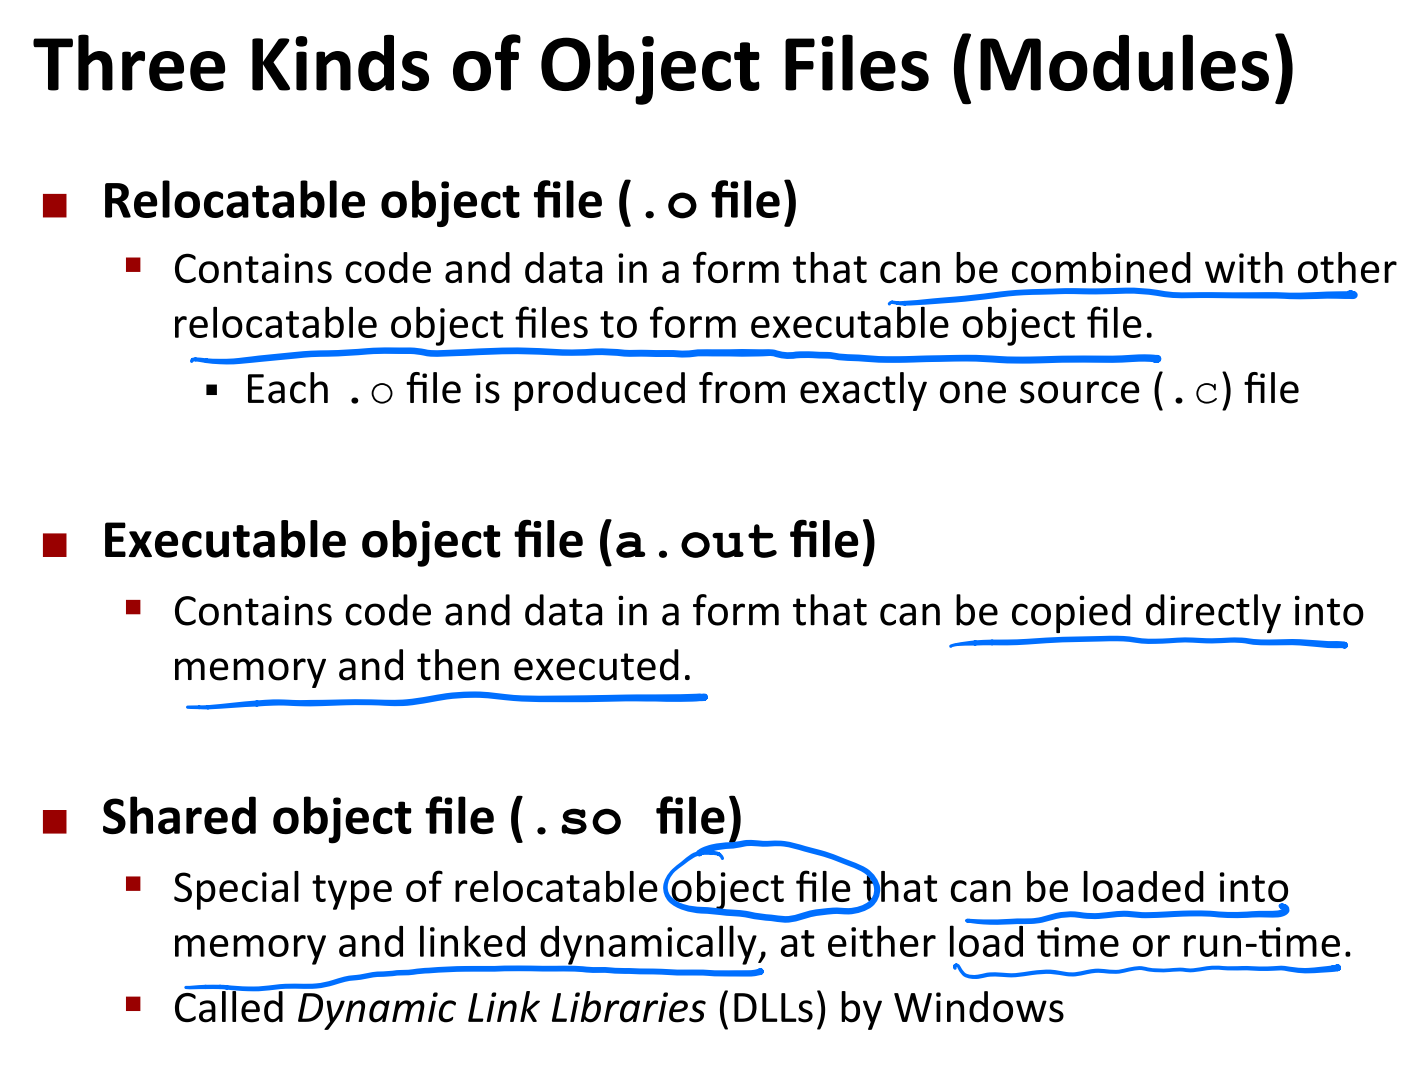 Three Kinds of Object Files (Modules)
Relocatable object file (.o file)
Contains code and data in a form that can be combined with other
relocatable object files to form executable object file.
Each .o file is produced from exactly one source (.c) file
Executable object file (a.out file)
Contains code and data in a form that can be copied directly into
memory and then executed.
Shared object file (.so file)
Special type of relocatable object file that can be loaded into
memory and linked dynamically, at either load time or run-time.
Called Dynamic Link Libraries (DLLs) by Windows